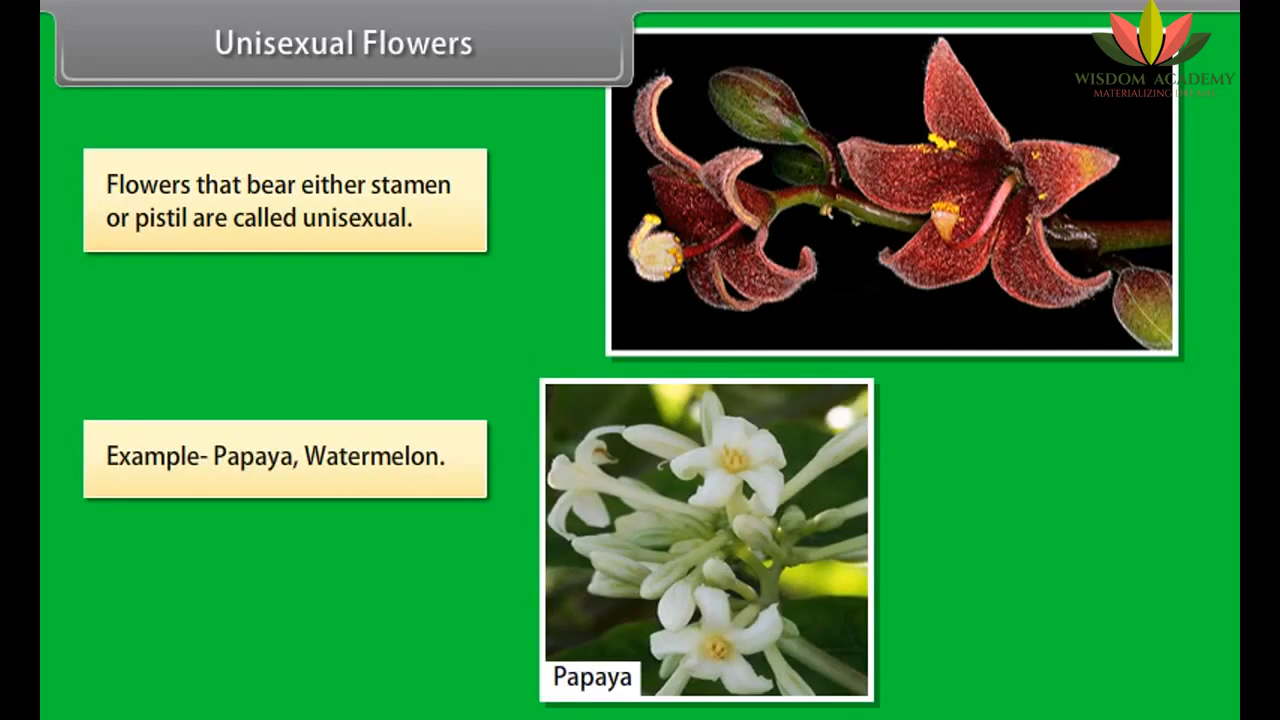 Unisexual Flowers
WISDOM ACADEMY
MATERIALIZING DREAMS
Flowers that bear either stamen
or pistil are called unisexual.
Example- Papaya, Watermelon.
Papaya